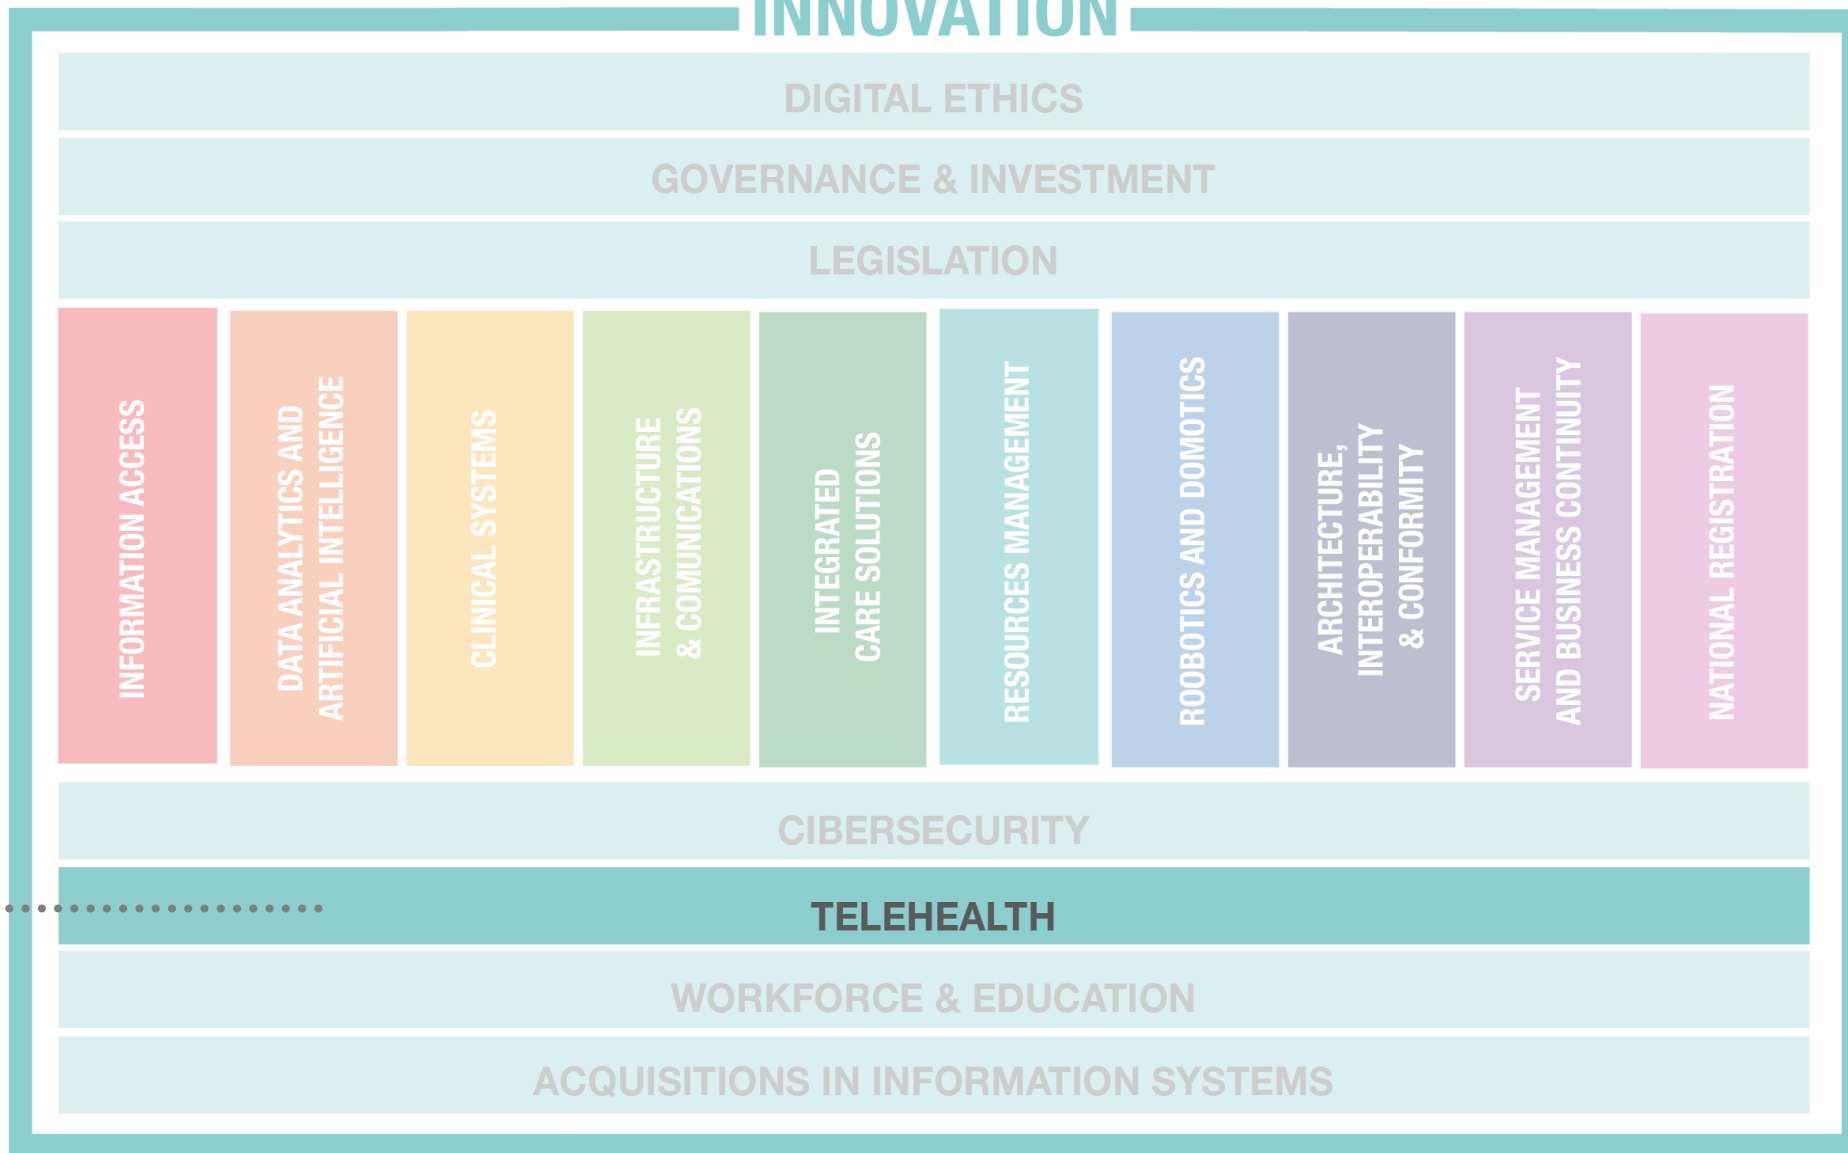 INNOVATION
DIGITAL ETHICS
GOVERNANCE & INVESTMENT
LEGISLATION
INFORMATION ACCESS
DATA ANALYTICS AND
ARTIFICIAL INTELLIGENCE
CLINICAL SYSTEMS
INFRASTRUCTURE
& COMUNICATIONS
INTEGRATED
CARE SOLUTIONS
RESOURCES MANAGEMENT
ROOBOTICS AND DOMOTICS
ARCHITECTURE,
INTEROPERABILITY
& CONFORMITY
SERVICE MANAGEMENT
AND BUSINESS CONTINUITY
NATIONAL REGISTRATION
CIBERSECURITY
TELEHEALTH
WORKFORCE & EDUCATION
ACQUISITIONS IN INFORMATION SYSTEMS